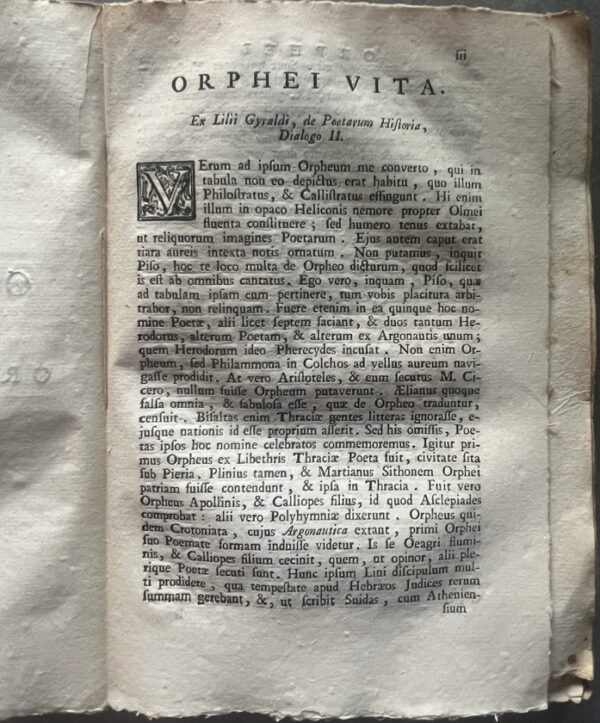 iii
ORPHEI VITA.
Ex Lilii Gyraldi, de Poetarum Historia,
Dialogo II.
VErum ad ipsum Orpheum me converto, qui in
tabula non eo depictus erat habitu, quo illum
Philostratus, & Callistratus effingunt. Hi enim
illum in opaco Heliconis nemore propter Olmei
fluenta constituere; sed humero tenus extabat,
ut reliquorum imagines Poetarum. Ejus autem caput erat
tiara aureis intexta notis ornatum. Non putamus, inquit
Piso, hoc te loco multa de Orpheo dicturum, quod scilicet
is est ab omnibus cantatus. Ego vero, inquam, Piso, quæ
ad tabulam ipsam cum pertinere, tum vobis placitura arbi-
trabor, non relinquam. Fuere etenim in ea quinque hoc no-
mine Poetæ, alii licet septem faciant, & duos tantum He-
rodorus, alterum Poetam, & alterum ex Argonautis unum;
quem Herodorum ideo Pherecydes incusat. Non enim Or-
pheum, sed Philammona in Colchos ad vellus aureum navi-
gasse prodidit. At vero Aristoteles, & eum secutus M. Ci-
cero, nullum fuisse Orpheum putaverunt. Ælianus quoque
falsa omnia, & fabulosa esse, quæ de Orpheo traduntur,
censuit. Bisaltas enim Thraciæ gentes litteras ignorasse, e-
jusque nationis id esse proprium asserit. Sed his omissis, Poe-
tas ipsos hoc nomine celebratos commemoremus. Igitur pri-
mus Orpheus ex Libethris Thraciæ Poeta fuit, civitate sita
sub Pieria. Plinius tamen, & Martianus Sithonem Orphei
patriam fuisse contendunt, & ipsa in Thracia. Fuit vero
Orpheus Apollinis, & Calliopes filius, id quod Asclepiades
comprobat: alii vero Polyhymniæ dixerunt. Orpheus qui-
dem Crotoniata, cujus Argonautica extant, primi Orphei
suo Poemate formam induisse videtur. Is se Oeagri flumi-
nis, & Calliopes filium cecinit, quem, ut opinor, alii ple-
rique Poetæ secuti sunt. Hunc ipsum Lini discipulum mul-
ti prodidere, qua tempestate apud Hebræos Judices rerum
summam gerebant, &, ut scribit Suidas, cum Athenien-
sium